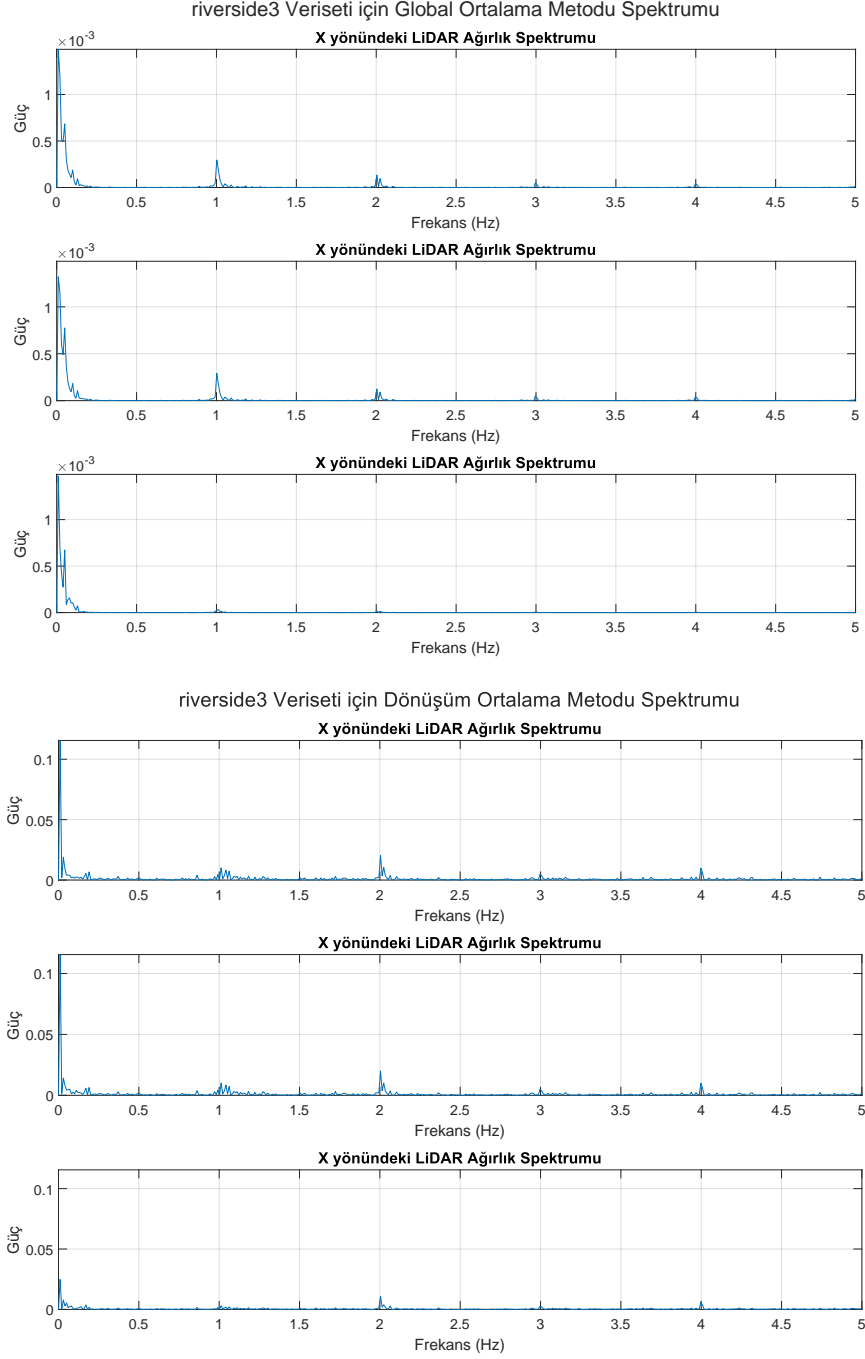 riverside3 Veriseti için Global Ortalama Metodu Spektrumu
×10-3
X yönündeki LiDAR Ağırlık Spektrumu
1
0.5
0
Güç
0 0.5 1 1.5 2 2.5 3 3.5 4 4.5 5
Frekans (Hz)
×10-3
X yönündeki LiDAR Ağırlık Spektrumu
1
0.5
0
Güç
0 0.5 1 1.5 2 2.5 3 3.5 4 4.5 5
Frekans (Hz)
×10-3
X yönündeki LiDAR Ağırlık Spektrumu
1
0.5
0
Güç
0 0.5 1 1.5 2 2.5 3 3.5 4 4.5 5
Frekans (Hz)
riverside3 Veriseti için Dönüşüm Ortalama Metodu Spektrumu
X yönündeki LiDAR Ağırlık Spektrumu
0.1
0.05
0
Güç
0 0.5 1 1.5 2 2.5 3 3.5 4 4.5 5
Frekans (Hz)
X yönündeki LiDAR Ağırlık Spektrumu
0.1
0.05
0
Güç
0 0.5 1 1.5 2 2.5 3 3.5 4 4.5 5
Frekans (Hz)
X yönündeki LiDAR Ağırlık Spektrumu
0.1
0.05
0
Güç
0 0.5 1 1.5 2 2.5 3 3.5 4 4.5 5
Frekans (Hz)